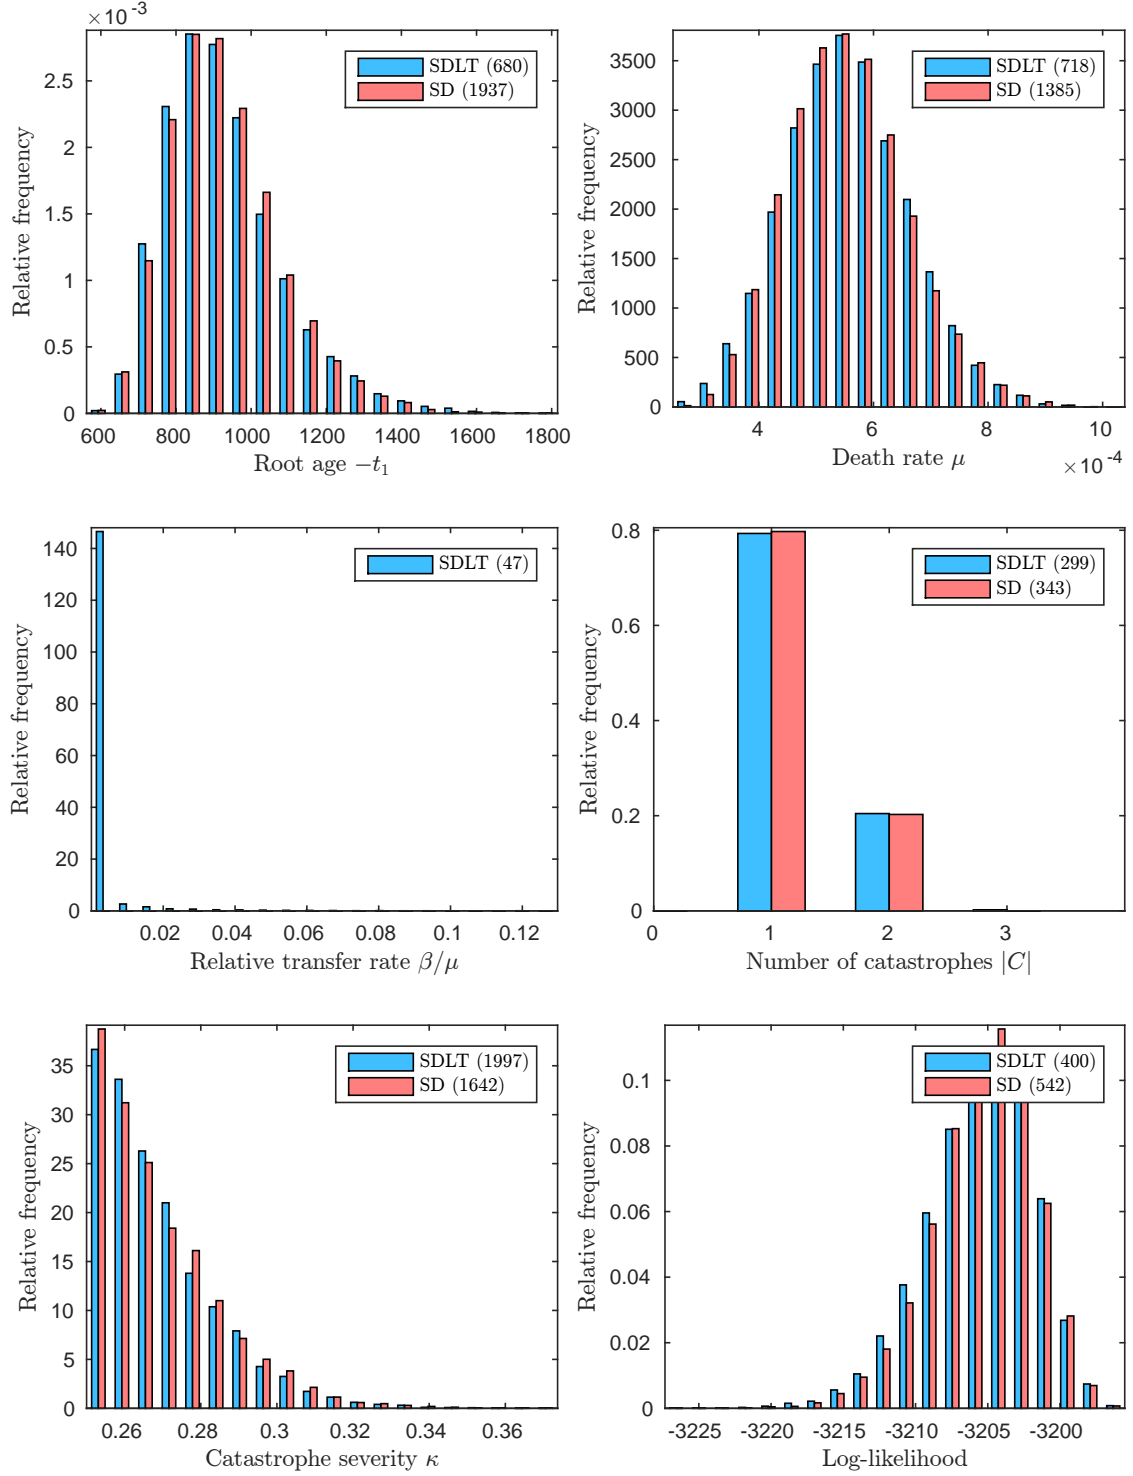 ×10^-3
SDLT (680)
SD (1937)
2.5
2
1.5
1
0.5
0
600 800 1000 1200 1400 1600 1800
Relative frequency
Root age −t₁
SDLT (718)
SD (1385)
3500
3000
2500
2000
1500
1000
500
0
4 6 8 10
×10^-4
Relative frequency
Death rate μ
SDLT (47)
140
120
100
80
60
40
20
0
0.02 0.04 0.06 0.08 0.1 0.12
Relative frequency
Relative transfer rate β/μ
SDLT (299)
SD (343)
0.8
0.6
0.4
0.2
0
0 1 2 3
Relative frequency
Number of catastrophes |C|
SDLT (1997)
SD (1642)
35
30
25
20
15
10
5
0
0.26 0.28 0.3 0.32 0.34 0.36
Relative frequency
Catastrophe severity κ
SDLT (400)
SD (542)
0.1
0.08
0.06
0.04
0.02
0
-3225 -3220 -3215 -3210 -3205 -3200
Relative frequency
Log-likelihood